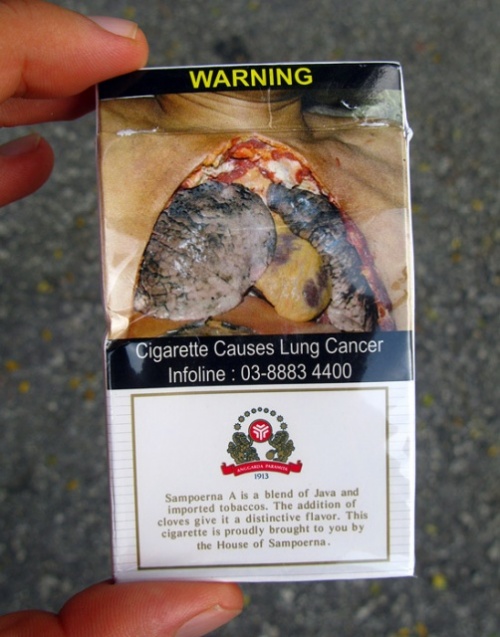 WARNING
Cigarette Causes Lung Cancer
Infoline : 03-8883 4400
ANGGARDA PARAMITA
1913
Sampoerna A is a blend of Java and
imported tobaccos. The addition of
cloves give it a distinctive flavor. This
cigarette is proudly brought to you by
the House of Sampoerna.